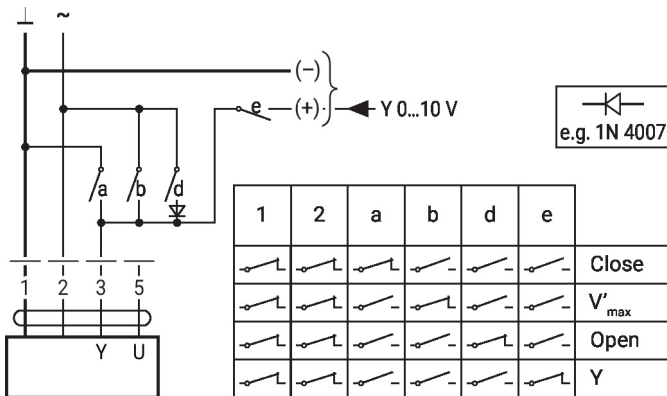 ⊥ ~
(−)
e (+) Y 0...10 V
a b d
e.g. 1N 4007
1 2 3 5
Y U
1 2 a b d e
Close
V'max
Open
Y